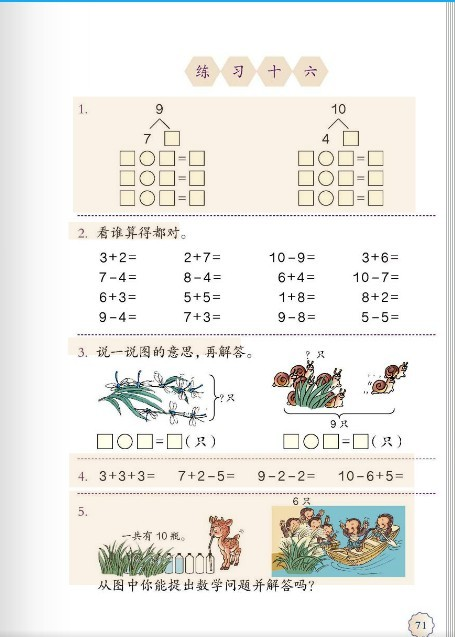 练 习 十 六
1. 9 10
7 □ 4 □
□○□=□ □○□=□
□○□=□ □○□=□
□○□=□ □○□=□
2. 看谁算得都对。
3+2= 2+7= 10-9= 3+6=
7-4= 8-4= 6+4= 10-7=
6+3= 5+5= 1+8= 8+2=
9-4= 7+3= 9-8= 5-5=
3. 说一说图的意思，再解答。
? 只
?只
9 只
□○□=□(只) □○□=□(只)
4. 3+3+3= 7+2-5= 9-2-2= 10-6+5=
5. 6 只
一共有 10 瓶。
从图中你能提出数学问题并解答吗?
71